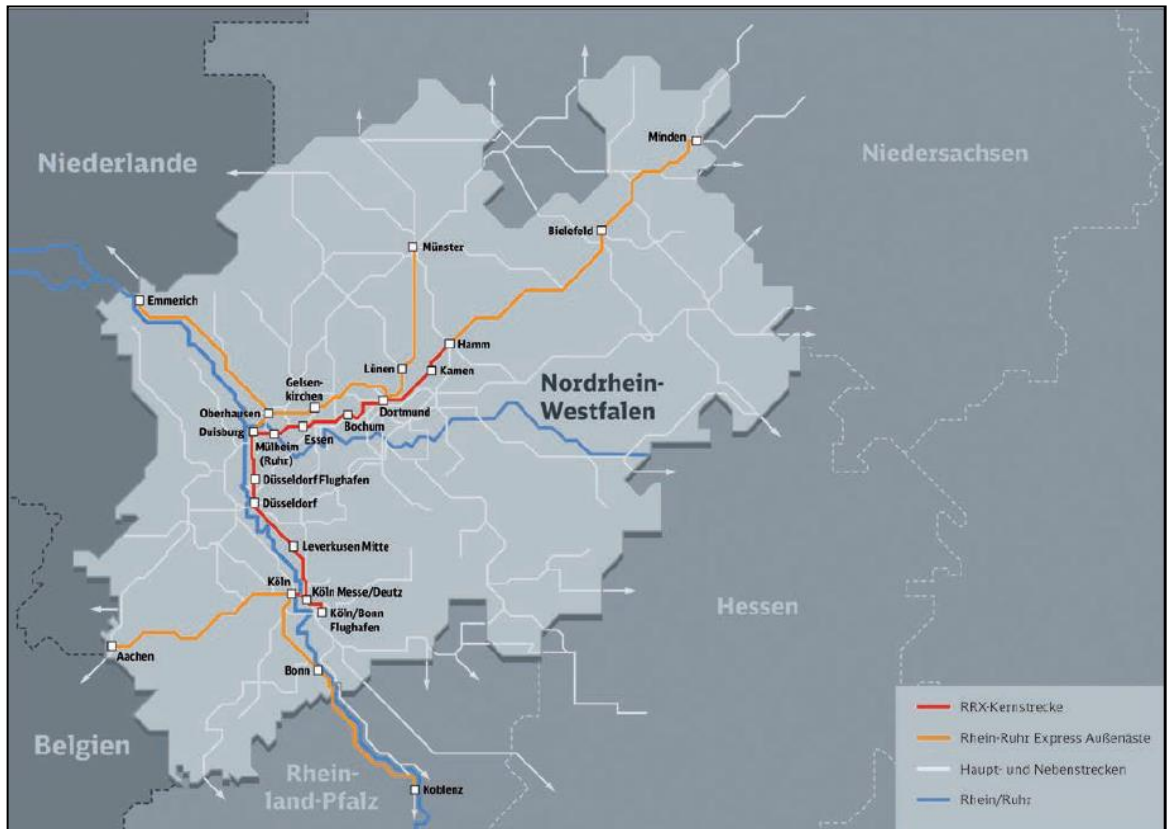 Niederlande
Niedersachsen
Minden
Bielefeld
Münster
Emmerich
Hamm
Lünen
Kamen
Gelsen-
kirchen
Nordrhein-
Westfalen
Oberhausen
Dortmund
Bochum
Duisburg
Essen
Mülheim
(Ruhr)
Düsseldorf Flughafen
Düsseldorf
Leverkusen Mitte
Köln
Köln Messe/Deutz
Köln/Bonn
Flughafen
Hessen
Aachen
Bonn
Belgien
Rhein-
land-Pfalz
Koblenz
RRX-Kernstrecke
Rhein-Ruhr Express Außenäste
Haupt- und Nebenstrecken
Rhein/Ruhr